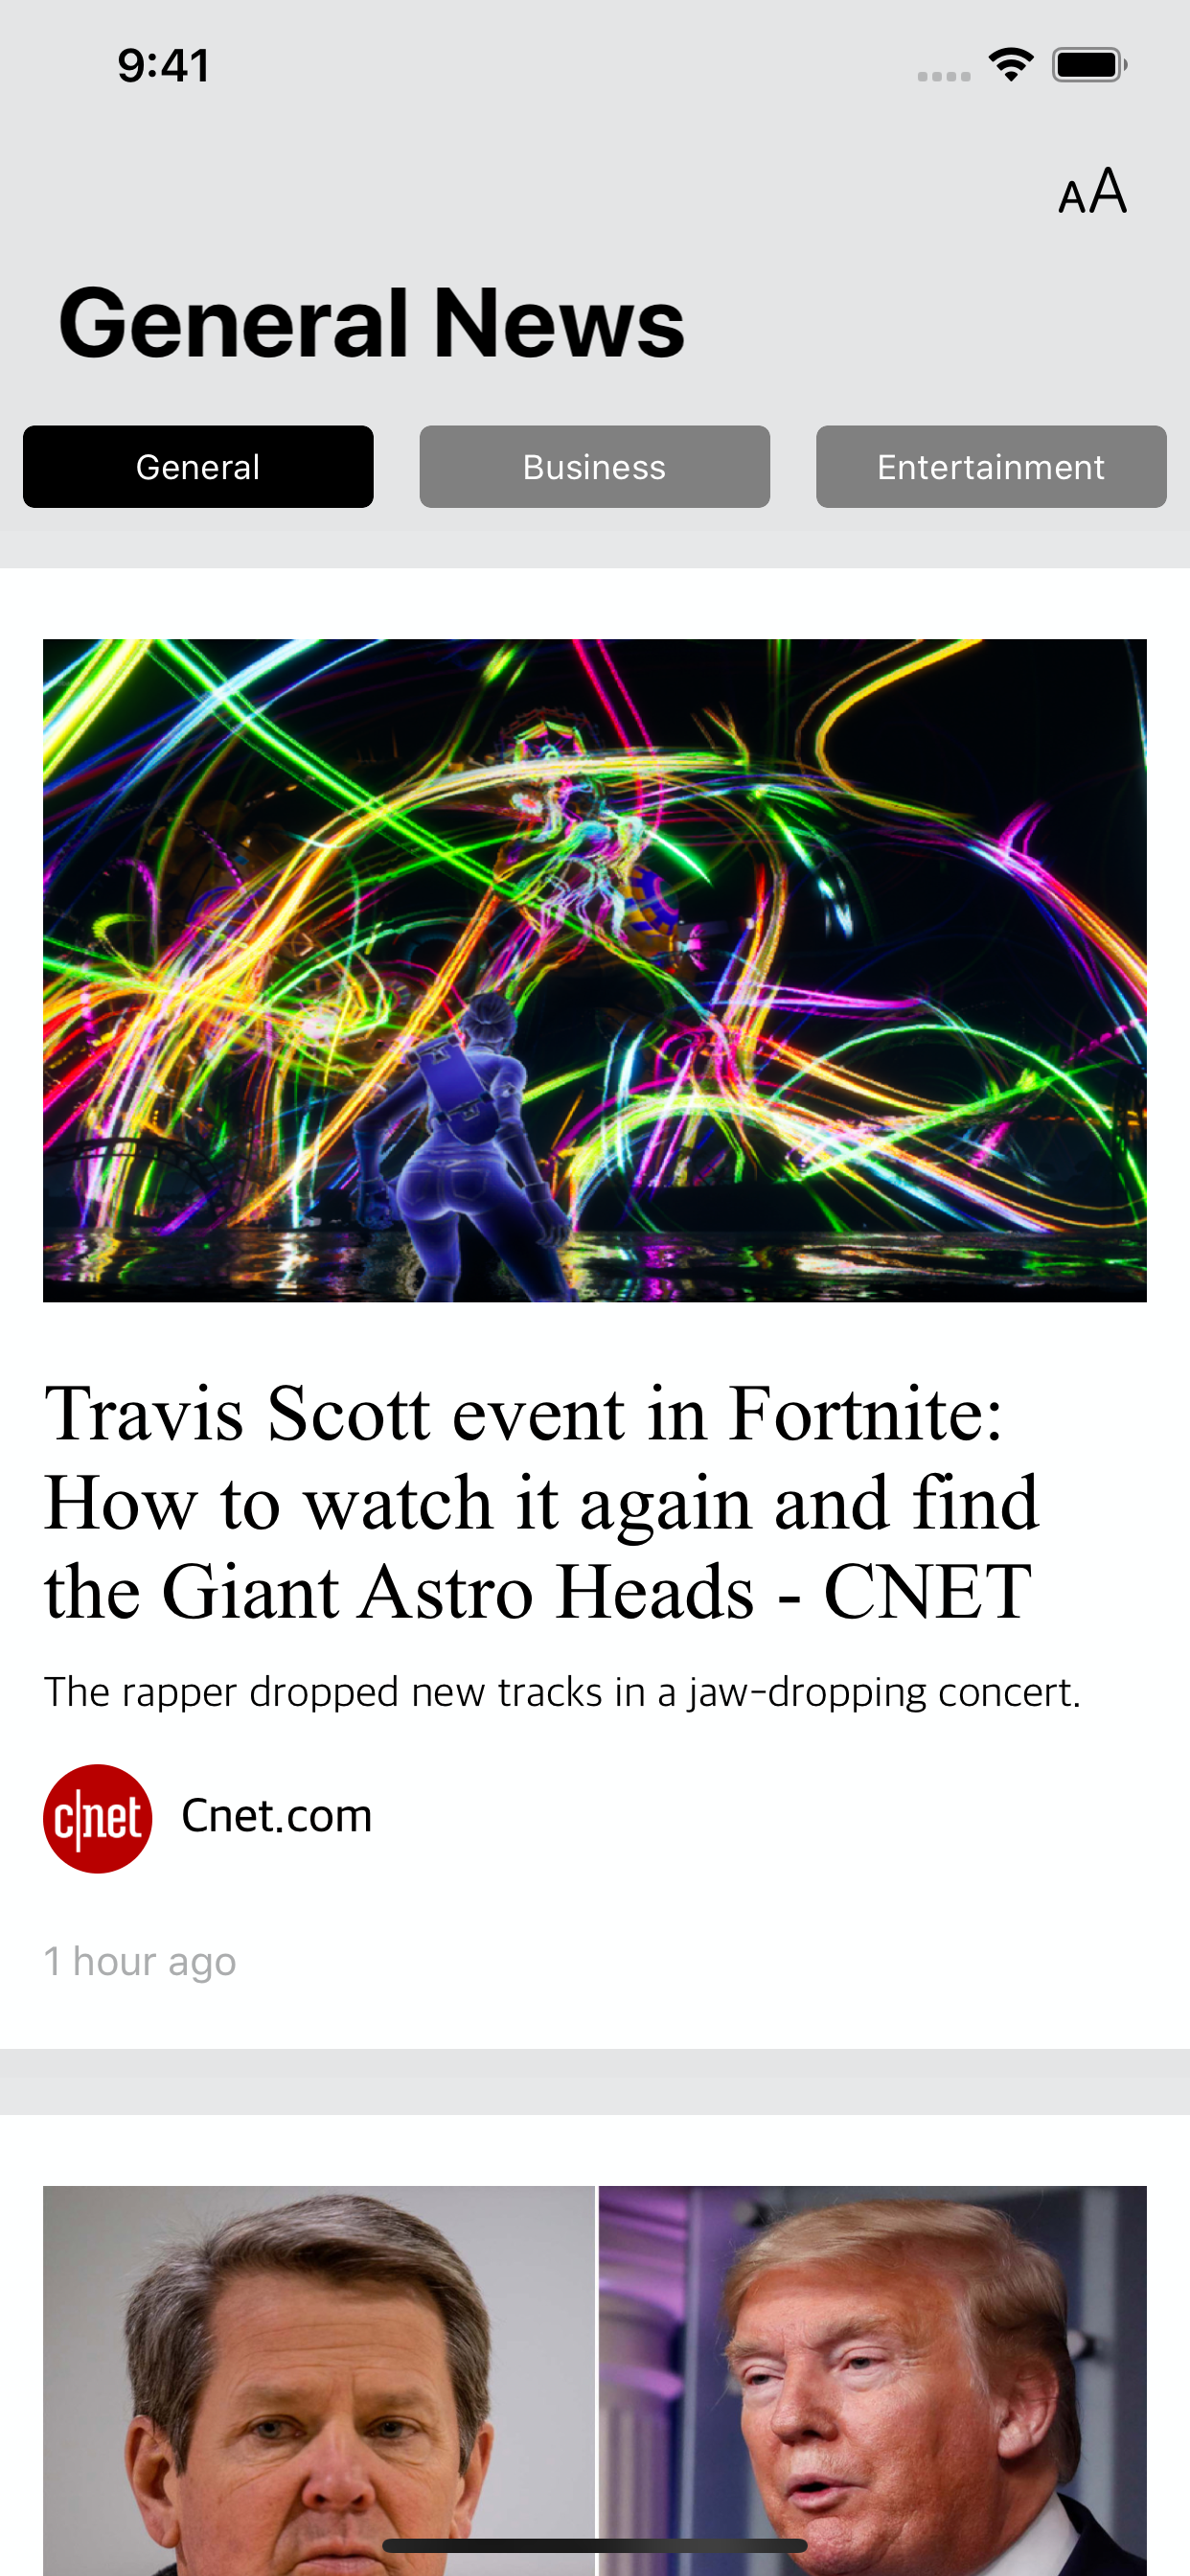 9:41
AA
General News
General
Business
Entertainment
Travis Scott event in Fortnite:
How to watch it again and find
the Giant Astro Heads - CNET
The rapper dropped new tracks in a jaw-dropping concert.
c|net
Cnet.com
1 hour ago